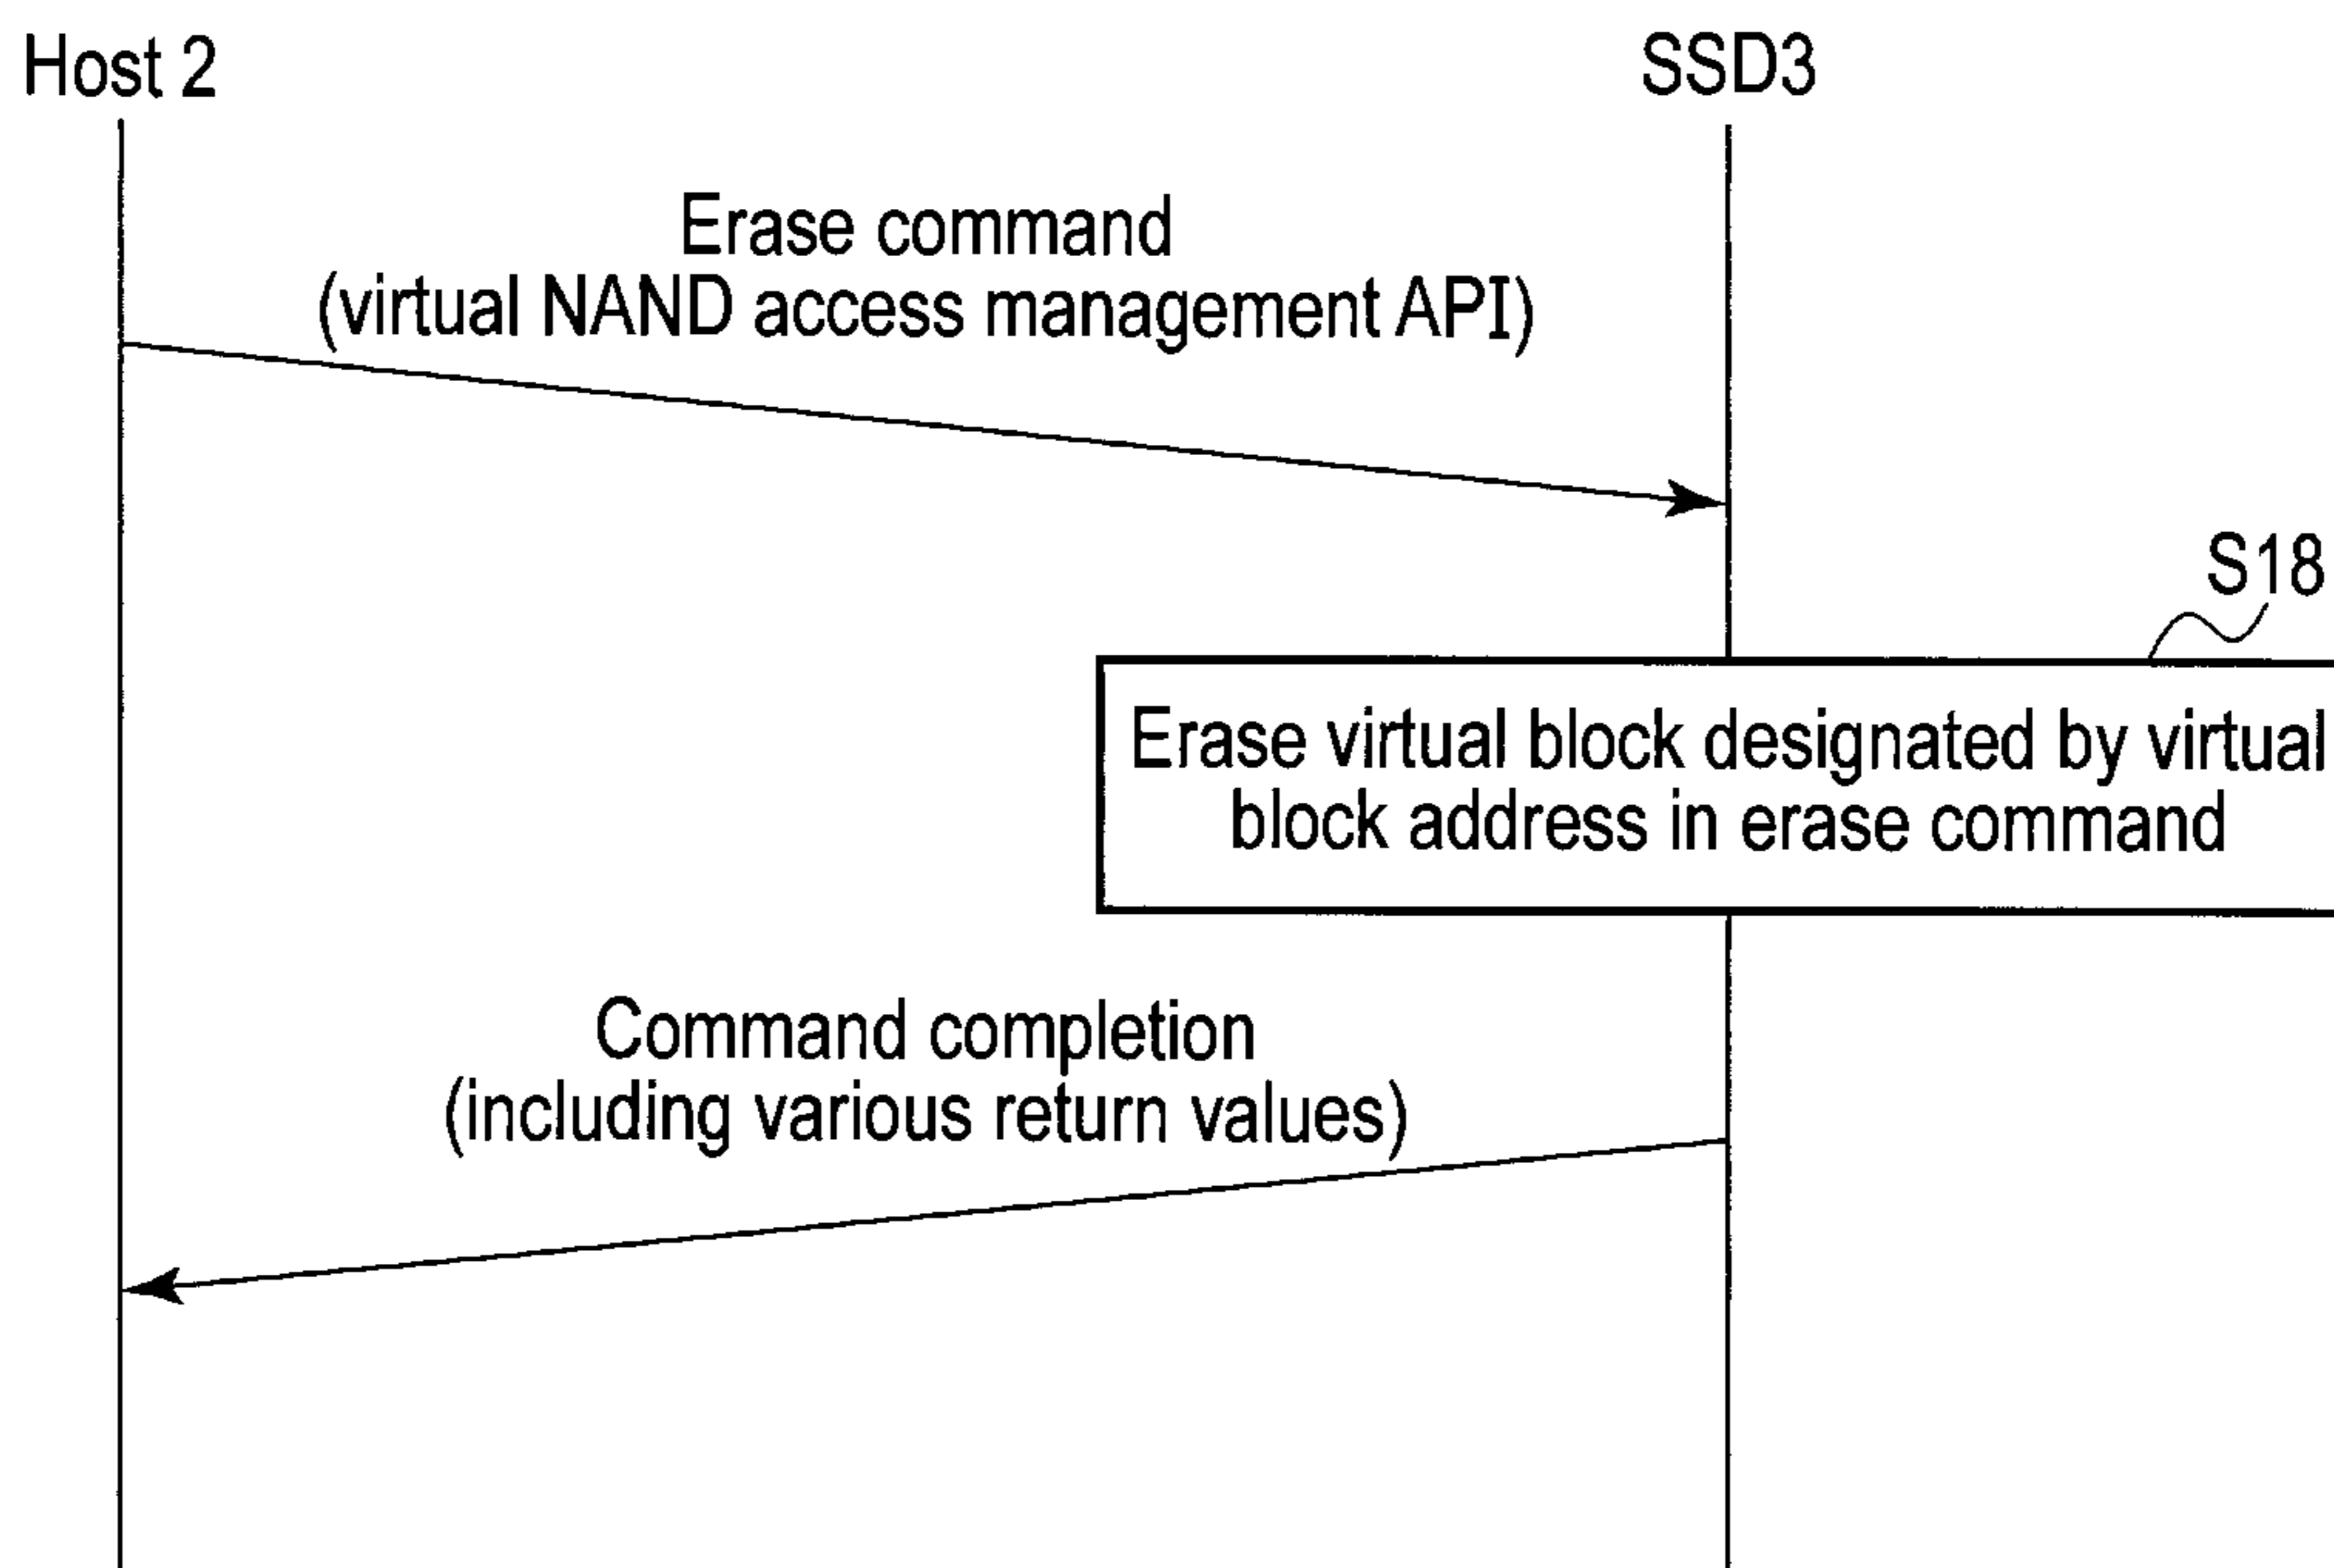 Host 2
SSD3
Erase command
(virtual NAND access management API)
S18
Erase virtual block designated by virtual
block address in erase command
Command completion
(including various return values)